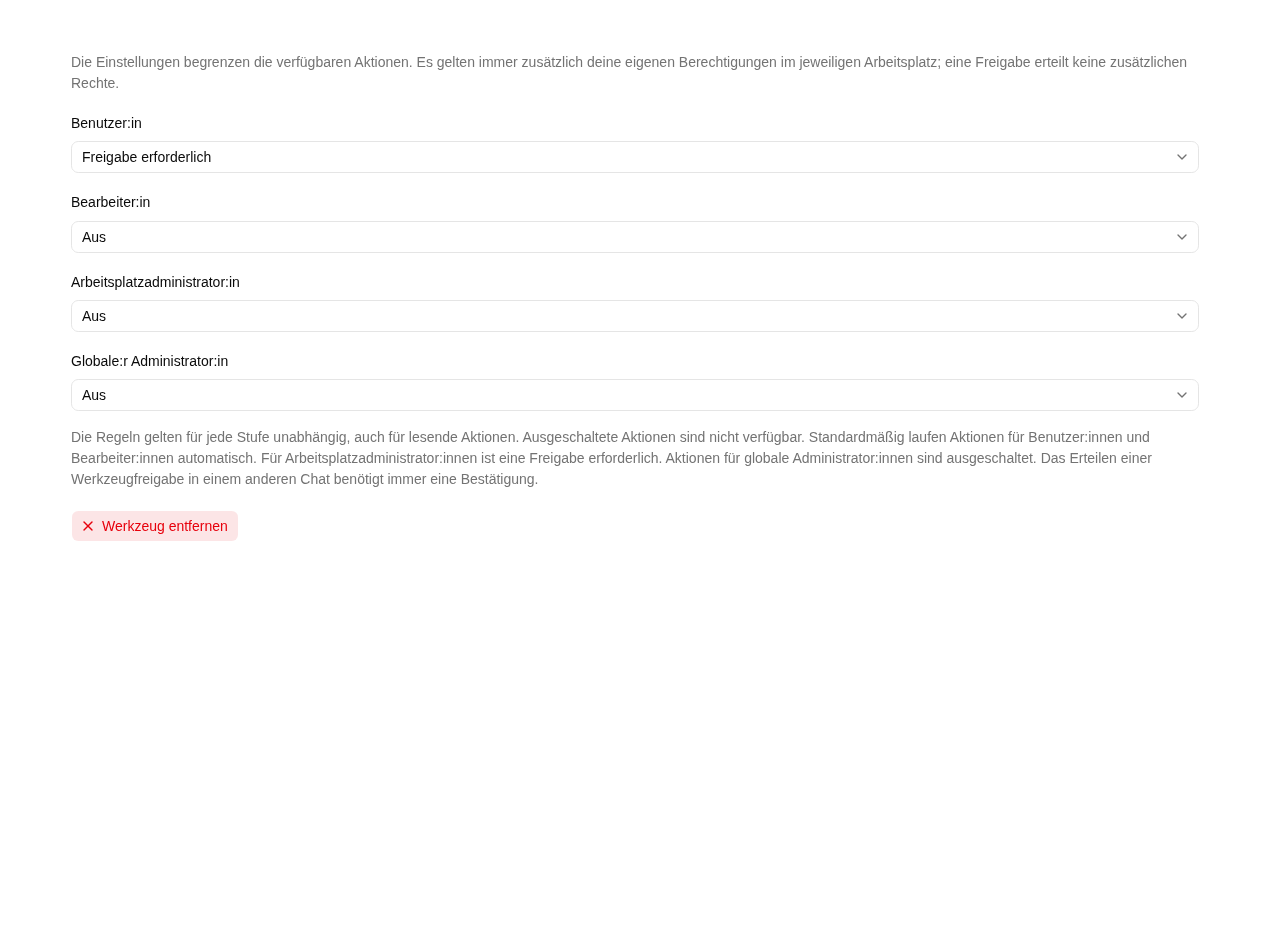 Die Einstellungen begrenzen die verfügbaren Aktionen. Es gelten immer zusätzlich deine eigenen Berechtigungen im jeweiligen Arbeitsplatz; eine Freigabe erteilt keine zusätzlichen
Rechte.
Benutzer:in
Freigabe erforderlich
Bearbeiter:in
Aus
Arbeitsplatzadministrator:in
Aus
Globale:r Administrator:in
Aus
Die Regeln gelten für jede Stufe unabhängig, auch für lesende Aktionen. Ausgeschaltete Aktionen sind nicht verfügbar. Standardmäßig laufen Aktionen für Benutzer:innen und
Bearbeiter:innen automatisch. Für Arbeitsplatzadministrator:innen ist eine Freigabe erforderlich. Aktionen für globale Administrator:innen sind ausgeschaltet. Das Erteilen einer
Werkzeugfreigabe in einem anderen Chat benötigt immer eine Bestätigung.
Werkzeug entfernen